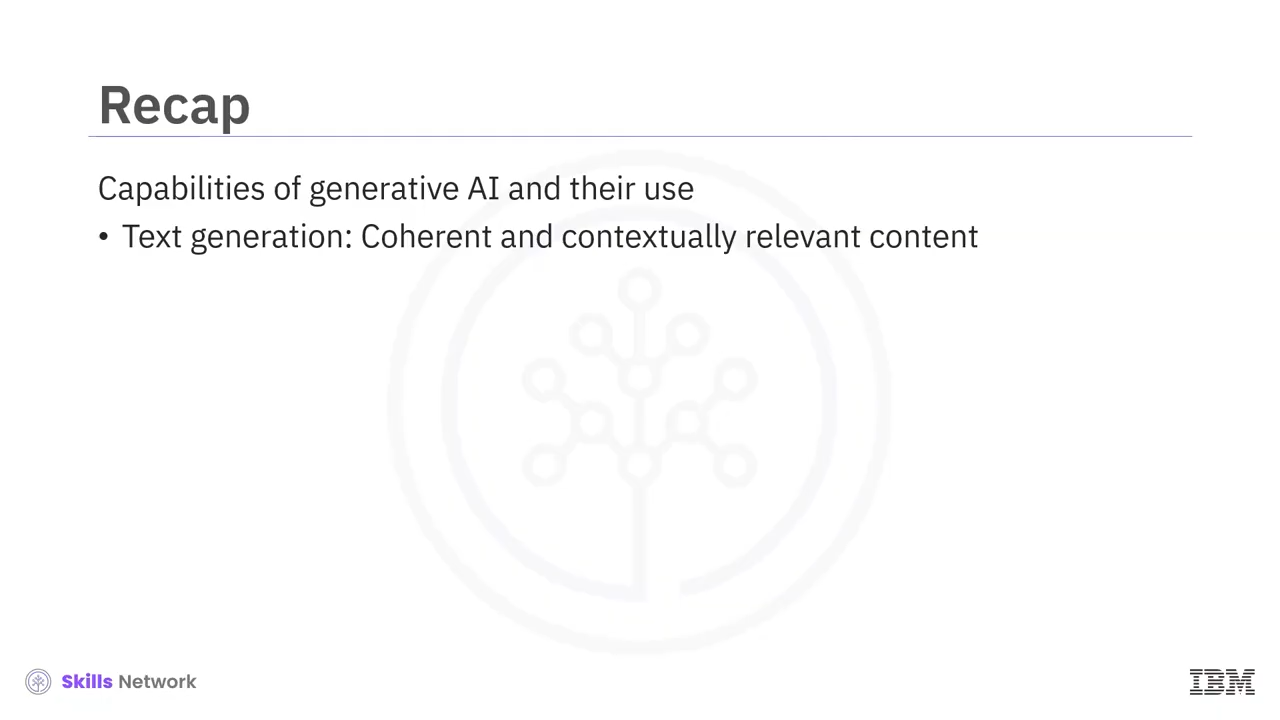 Recap
Capabilities of generative AI and their use
• Text generation: Coherent and contextually relevant content
Skills Network
IBM